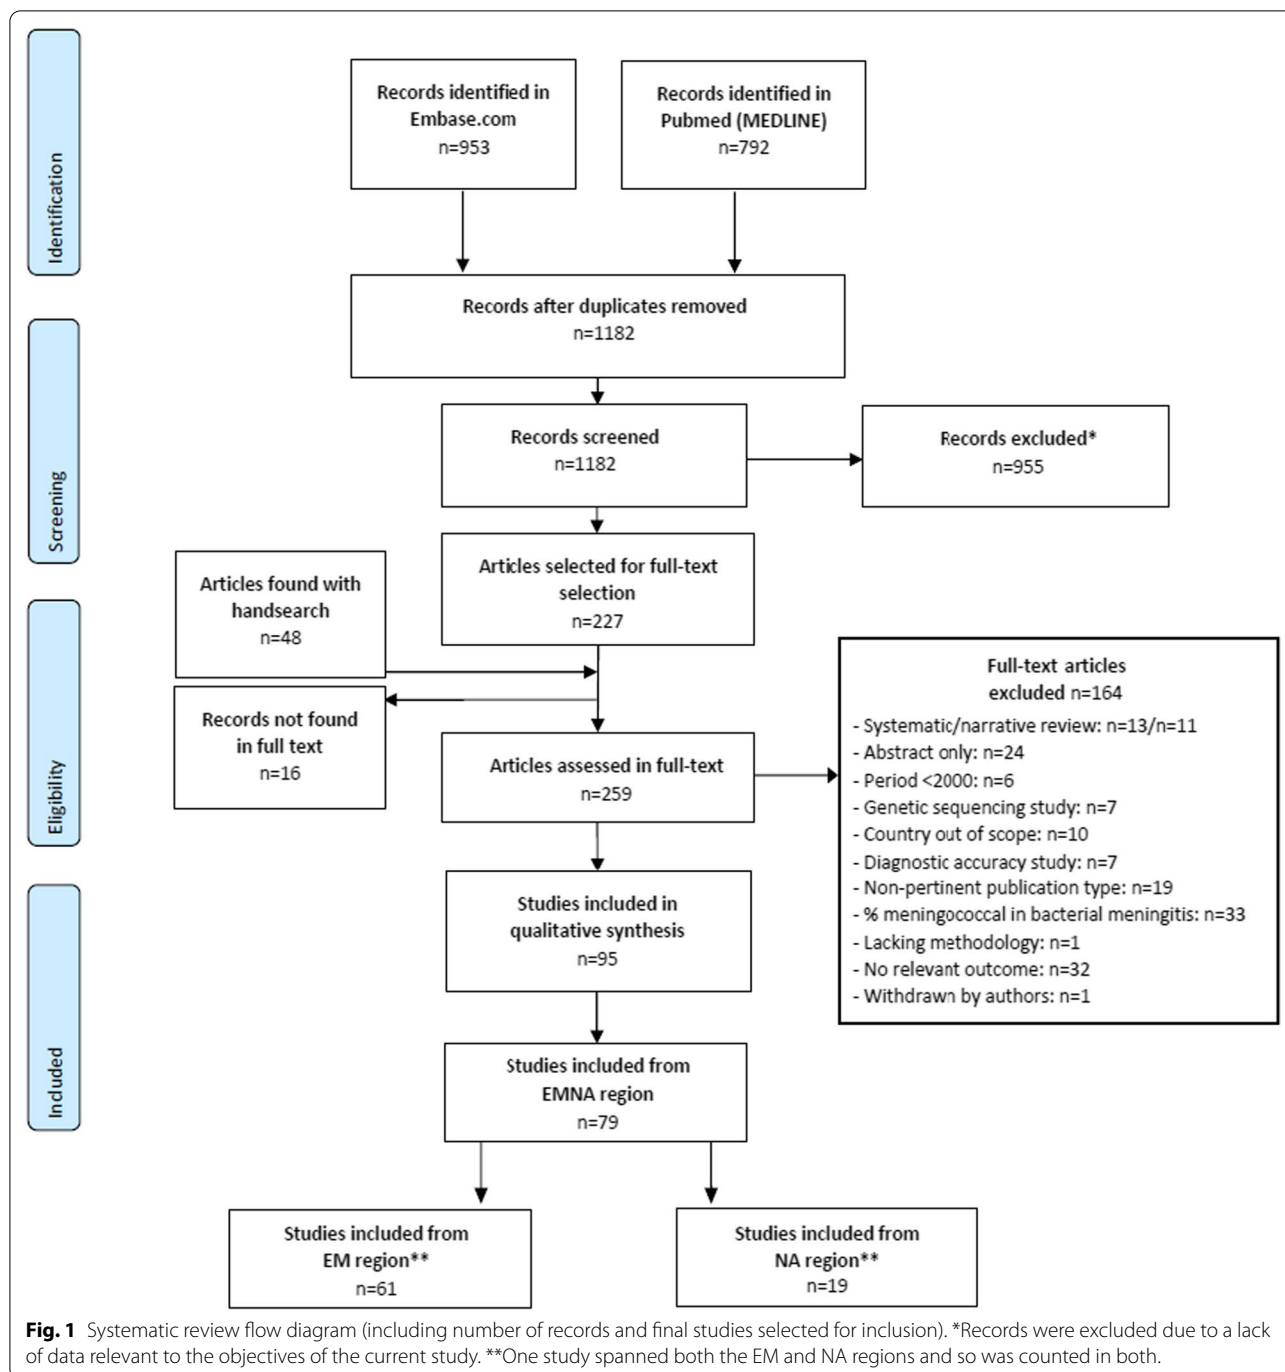 Identification
Records identified in
Embase.com
n=953
Records identified in
Pubmed (MEDLINE)
n=792
Records after duplicates removed
n=1182
Screening
Records screened
n=1182
Records excluded*
n=955
Articles selected for full-text
selection
n=227
Articles found with
handsearch
n=48
Records not found
in full text
n=16
Eligibility
Articles assessed in full-text
n=259
Full-text articles
excluded n=164
- Systematic/narrative review: n=13/n=11
- Abstract only: n=24
- Period <2000: n=6
- Genetic sequencing study: n=7
- Country out of scope: n=10
- Diagnostic accuracy study: n=7
- Non-pertinent publication type: n=19
- % meningococcal in bacterial meningitis: n=33
- Lacking methodology: n=1
- No relevant outcome: n=32
- Withdrawn by authors: n=1
Included
Studies included in
qualitative synthesis
n=95
Studies included from
EMNA region
n=79
Studies included from
EM region**
n=61
Studies included from
NA region**
n=19
Fig. 1 Systematic review flow diagram (including number of records and final studies selected for inclusion). *Records were excluded due to a lack
of data relevant to the objectives of the current study. **One study spanned both the EM and NA regions and so was counted in both.